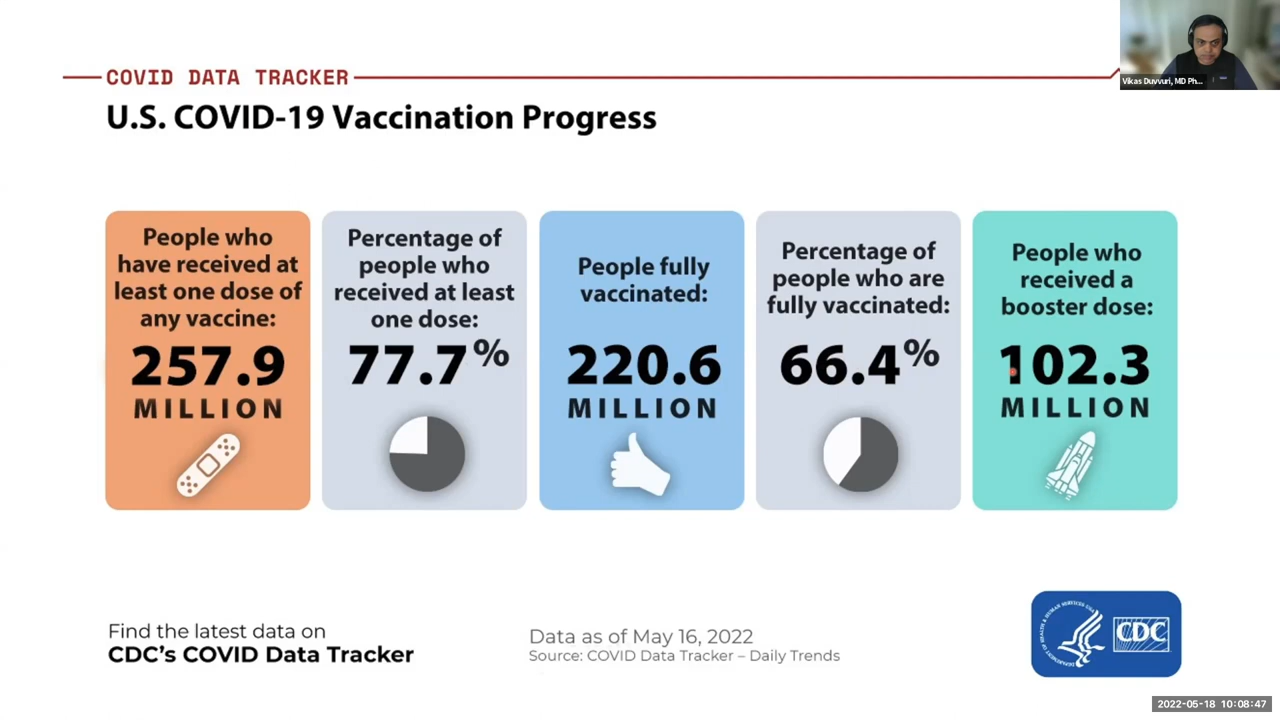 COVID DATA TRACKER
U.S. COVID-19 Vaccination Progress
Vikas Duvvuri, MD Ph...
People who
have received at
least one dose of
any vaccine:
257.9
MILLION
Percentage of
people who
received at least
one dose:
77.7%
People fully
vaccinated:
220.6
MILLION
Percentage of
people who are
fully vaccinated:
66.4%
People who
received a
booster dose:
102.3
MILLION
Find the latest data on
CDC's COVID Data Tracker
Data as of May 16, 2022
Source: COVID Data Tracker – Daily Trends
CDC
2022-05-18 10:08:47